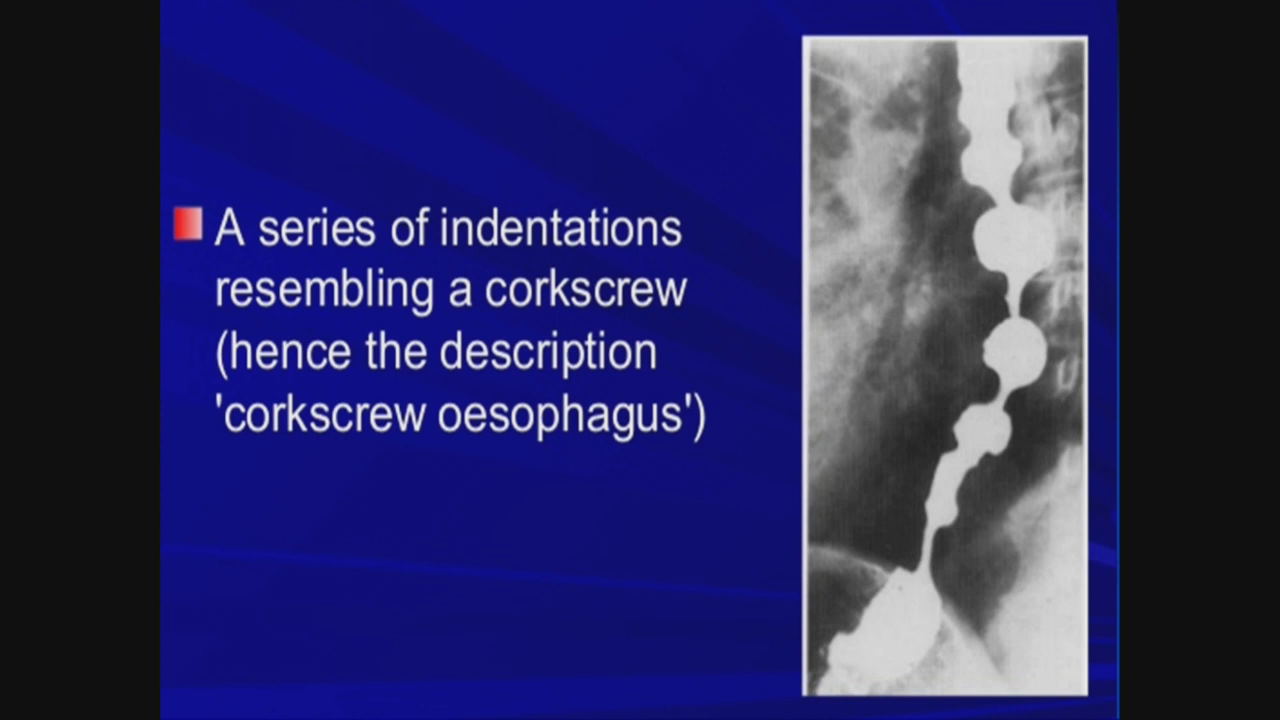 A series of indentations
resembling a corkscrew
(hence the description
'corkscrew oesophagus')